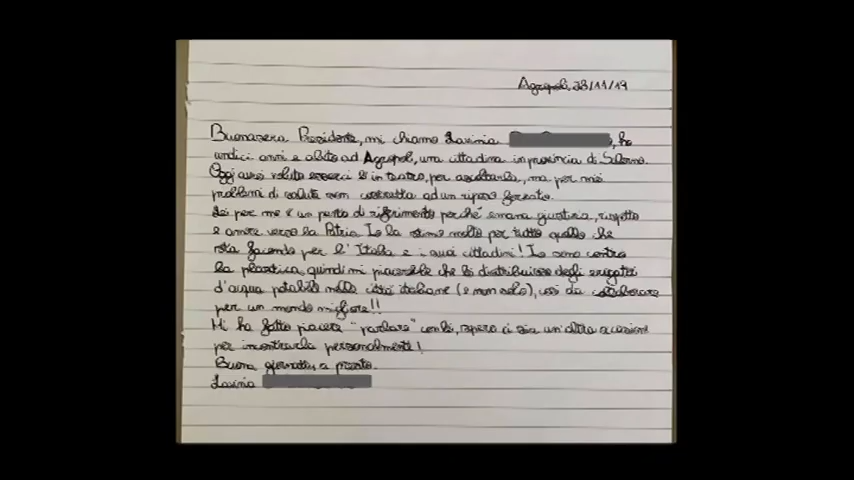 Agropoli, 28/11/19
Buonasera Presidente, mi chiamo Lavinia, ho
undici anni e abito ad Agropoli, una cittadina in provincia di Salerno.
Oggi avrei voluto esserci lì in teatro, per ascoltarla, ma per miei
problemi di salute sono costretta ad un riposo forzato.
Lei per me è un punto di riferimento perché emana giustizia, rispetto
e amore verso la Patria. Io la stimo molto per tutto quello che
sta facendo per l'Italia e i suoi cittadini! Io sono contro
la plastica, quindi mi piacerebbe che si distribuissero degli erogatori
d'acqua potabile nelle città italiane (e non solo), così da collaborare
per un mondo migliore!!
Mi ha fatto piacere "parlare" con lei, spero ci sia un'altra occasione
per incontrarla personalmente!
Buona giornata, a presto.
Lavinia